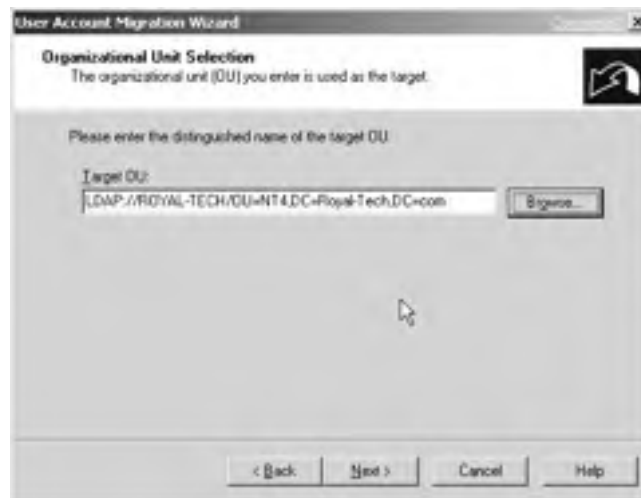 User Account Migration Wizard
Organizational Unit Selection
The organizational unit (OU) you enter is used as the target.
Please enter the distinguished name of the target OU.
Target OU:
LDAP://ROYAL-TECH/OU=NT4,DC=Royal-Tech,DC=com
Browse...
< Back
Next >
Cancel
Help